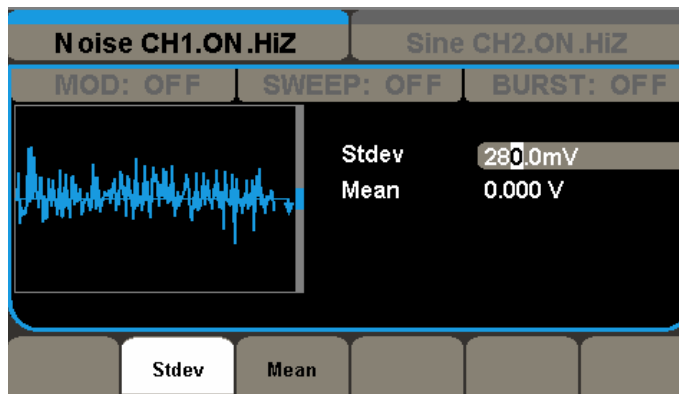 Noise CH1.ON.HiZ Sine CH2.ON.HiZ
MOD: OFF SWEEP: OFF BURST: OFF
Stdev 280.0mV
Mean 0.000 V
Stdev Mean